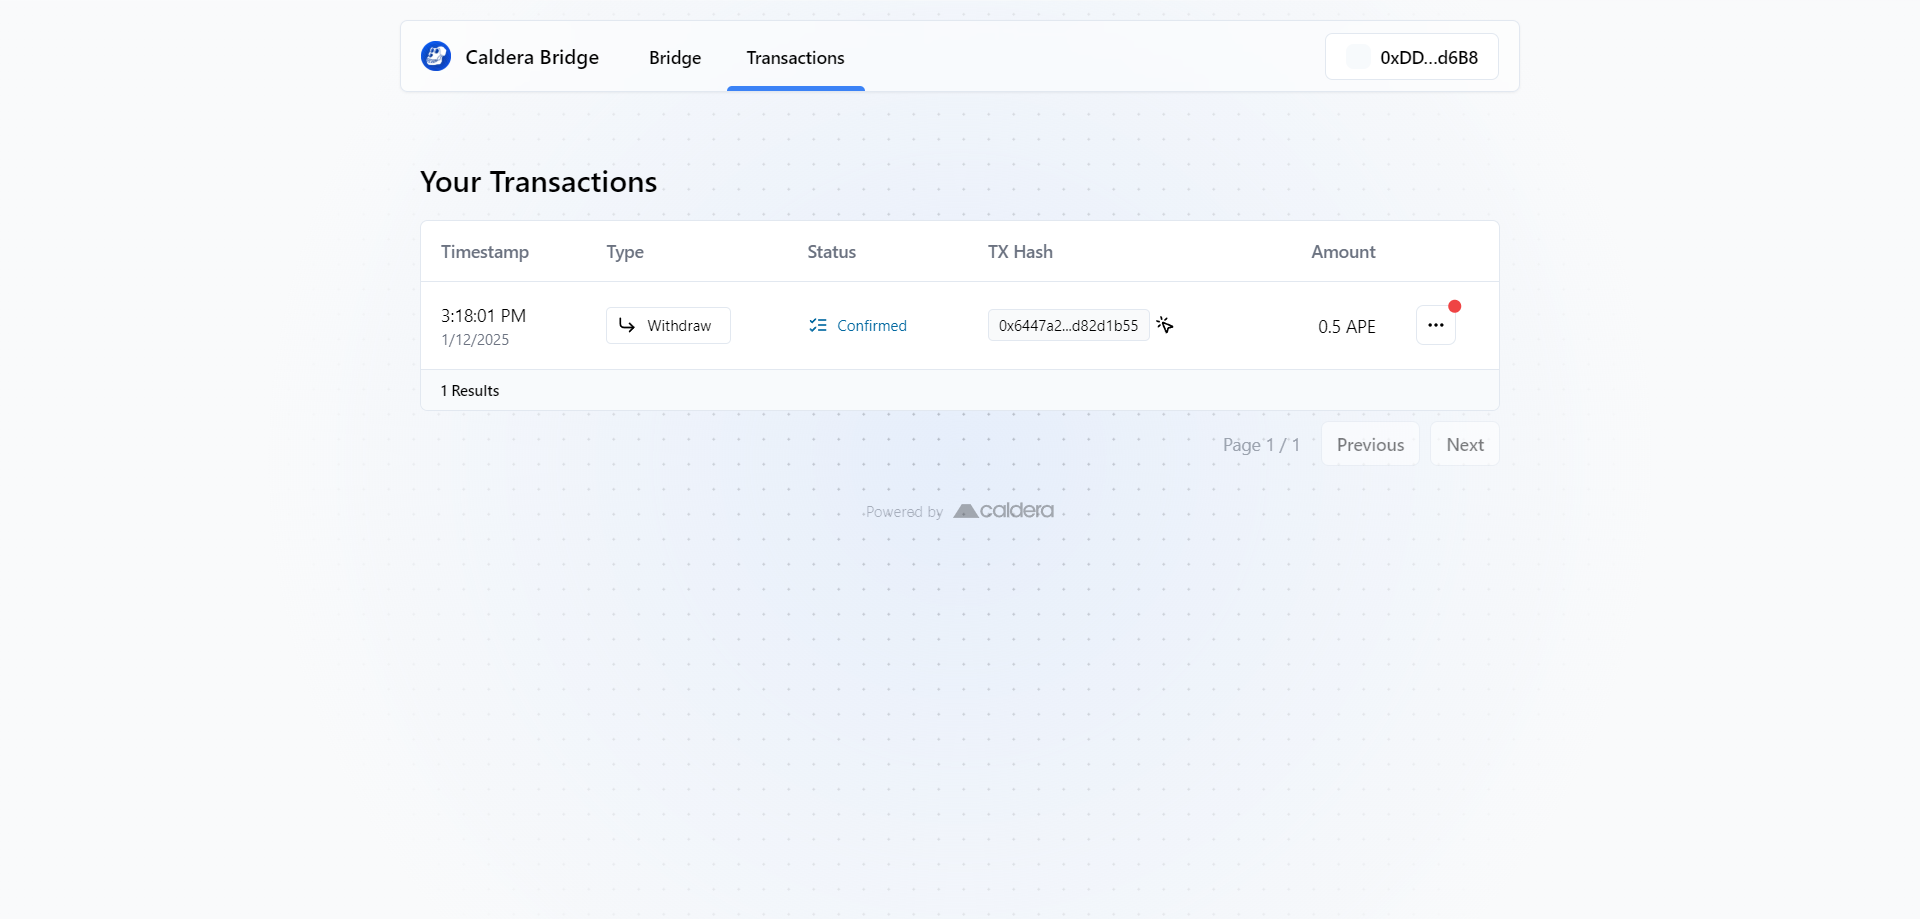 Caldera Bridge Bridge Transactions 0xDD...d6B8
Your Transactions
Timestamp Type Status TX Hash Amount
3:18:01 PM
1/12/2025
Withdraw Confirmed 0x6447a2...d82d1b55 0.5 APE
1 Results
Page 1 / 1 Previous Next
Powered by caldera